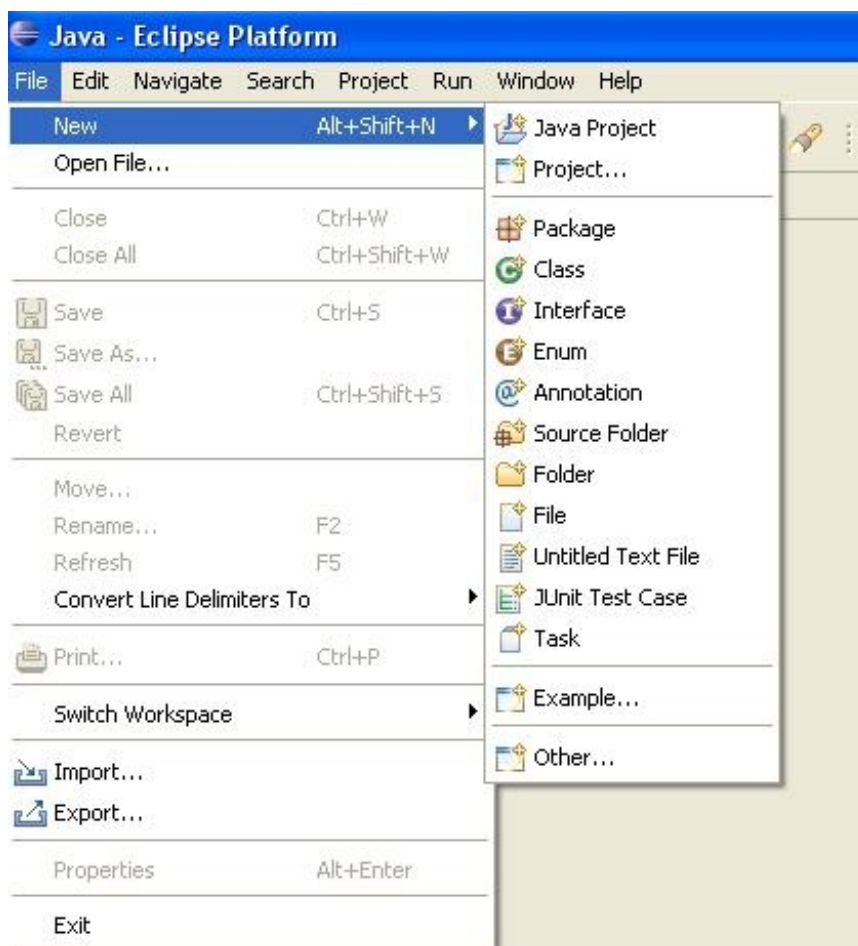 Java - Eclipse Platform
File Edit Navigate Search Project Run Window Help
New Alt+Shift+N
Open File...
Close Ctrl+W
Close All Ctrl+Shift+W
Save Ctrl+S
Save As...
Save All Ctrl+Shift+S
Revert
Move...
Rename... F2
Refresh F5
Convert Line Delimiters To
Print... Ctrl+P
Switch Workspace
Import...
Export...
Properties Alt+Enter
Exit
Java Project
Project...
Package
Class
Interface
Enum
Annotation
Source Folder
Folder
File
Untitled Text File
JUnit Test Case
Task
Example...
Other...